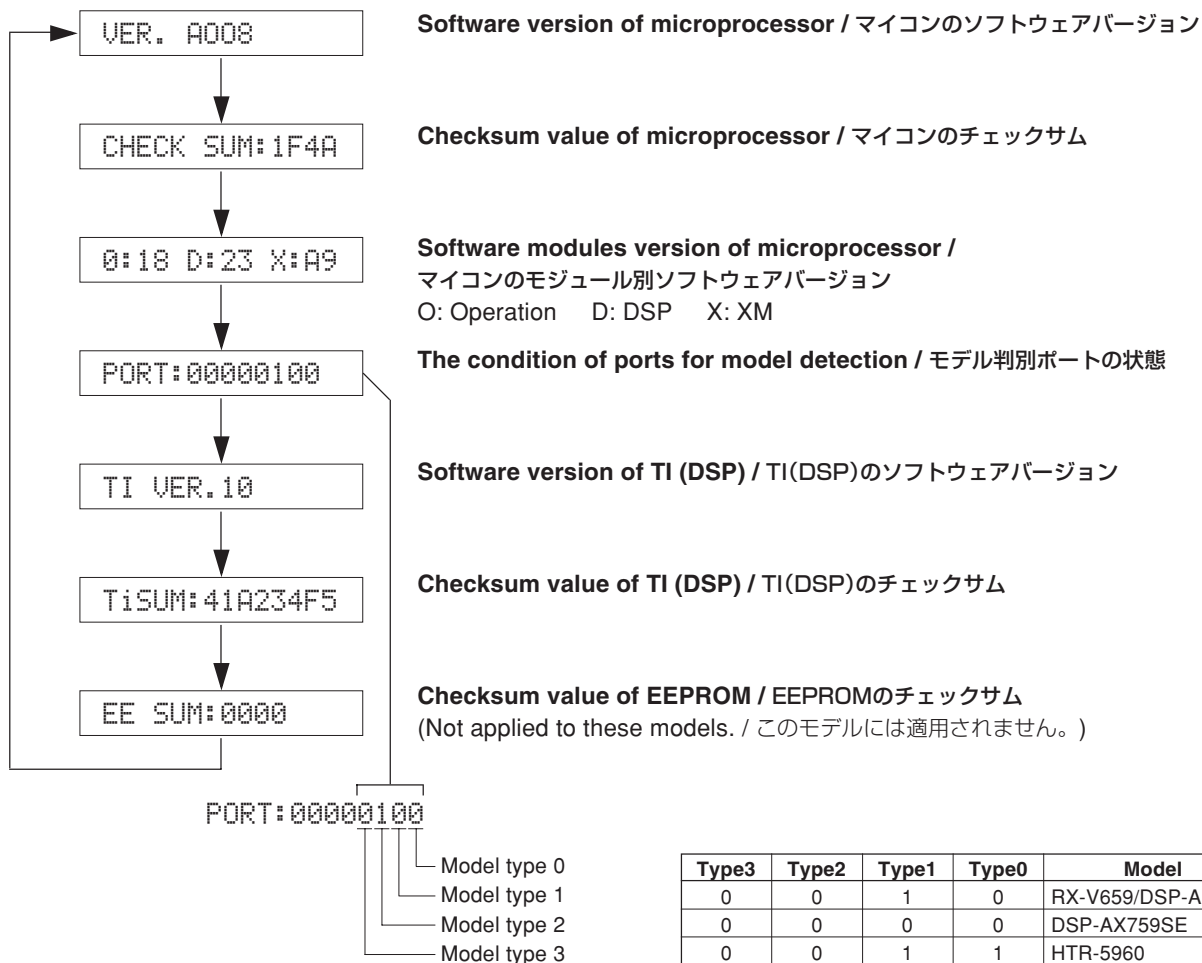 VER. A008
Software version of microprocessor / マイコンのソフトウェアバージョン
CHECK SUM:1F4A
Checksum value of microprocessor / マイコンのチェックサム
O:18 D:23 X:A9
Software modules version of microprocessor /
マイコンのモジュール別ソフトウェアバージョン
O: Operation D: DSP X: XM
PORT:00000100
The condition of ports for model detection / モデル判別ポートの状態
TI VER.10
Software version of TI (DSP) / TI(DSP)のソフトウェアバージョン
TiSUM:41A234F5
Checksum value of TI (DSP) / TI(DSP)のチェックサム
EE SUM:0000
Checksum value of EEPROM / EEPROMのチェックサム
(Not applied to these models. / このモデルには適用されません。)
PORT:00000100
Model type 0
Model type 1
Model type 2
Model type 3
Type3 Type2 Type1 Type0 Model
0 0 1 0 RX-V659/DSP-A
0 0 0 0 DSP-AX759SE
0 0 1 1 HTR-5960